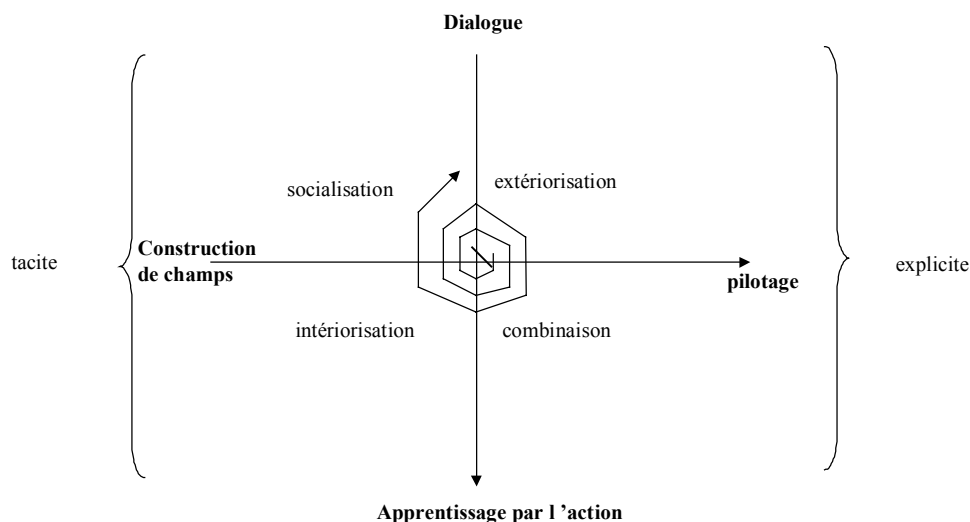 Dialogue
socialisation
extériorisation
tacite
Construction
de champs
pilotage
explicite
intériorisation
combinaison
Apprentissage par l ’action